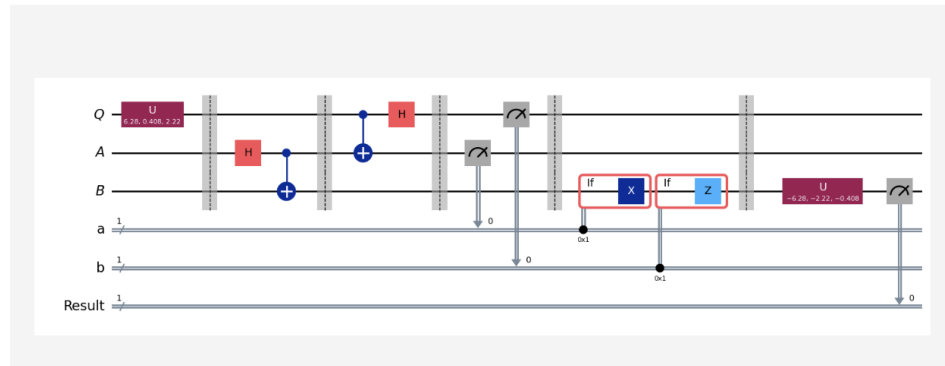 Q U 6.28, 0.408, 2.22 H
A H
B If X If Z U −6.28, −2.22, −0.408
a 1 0 0x1
b 1 0 0x1
Result 1 0